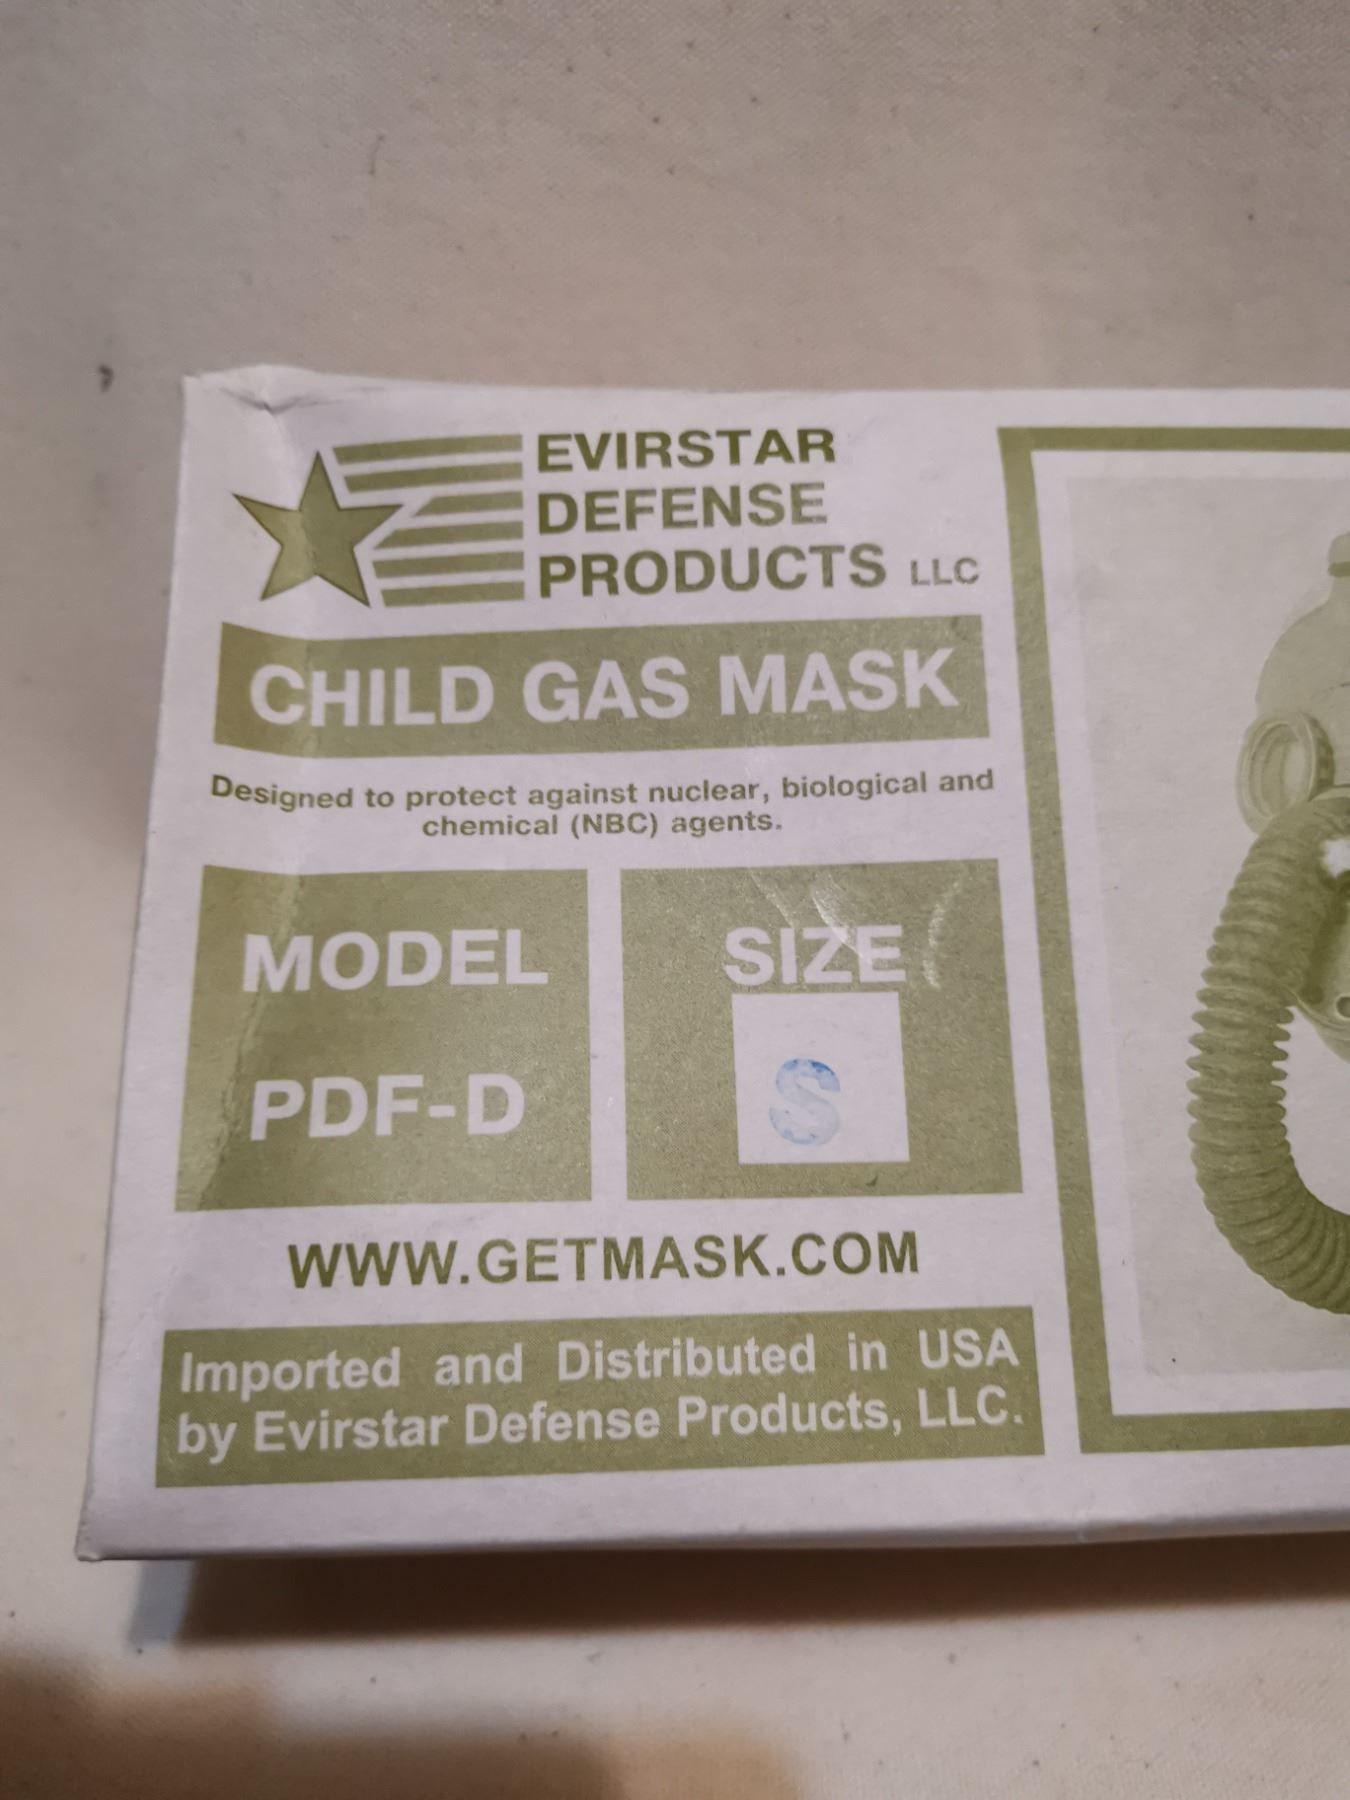 EVIRSTAR
DEFENSE
PRODUCTS LLC
CHILD GAS MASK
Designed to protect against nuclear, biological and
chemical (NBC) agents.
MODEL
PDF-D
SIZE
S
WWW.GETMASK.COM
Imported and Distributed in USA
by Evirstar Defense Products, LLC.